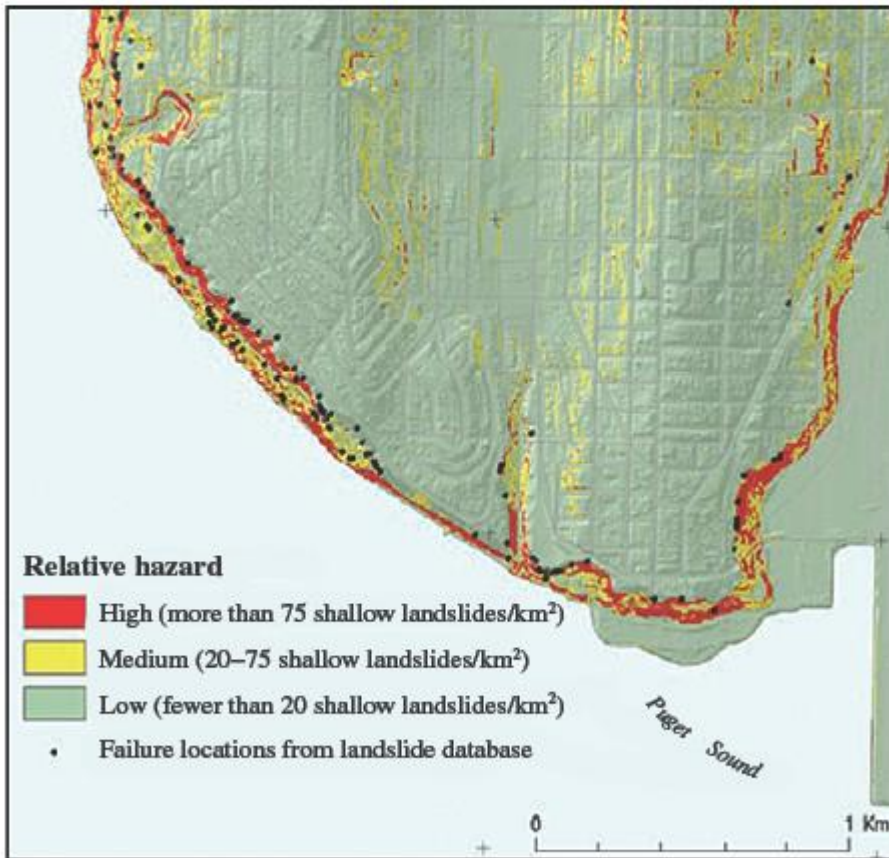 Relative hazard
High (more than 75 shallow landslides/km²)
Medium (20–75 shallow landslides/km²)
Low (fewer than 20 shallow landslides/km²)
Failure locations from landslide database
Puget Sound
0 1 Km